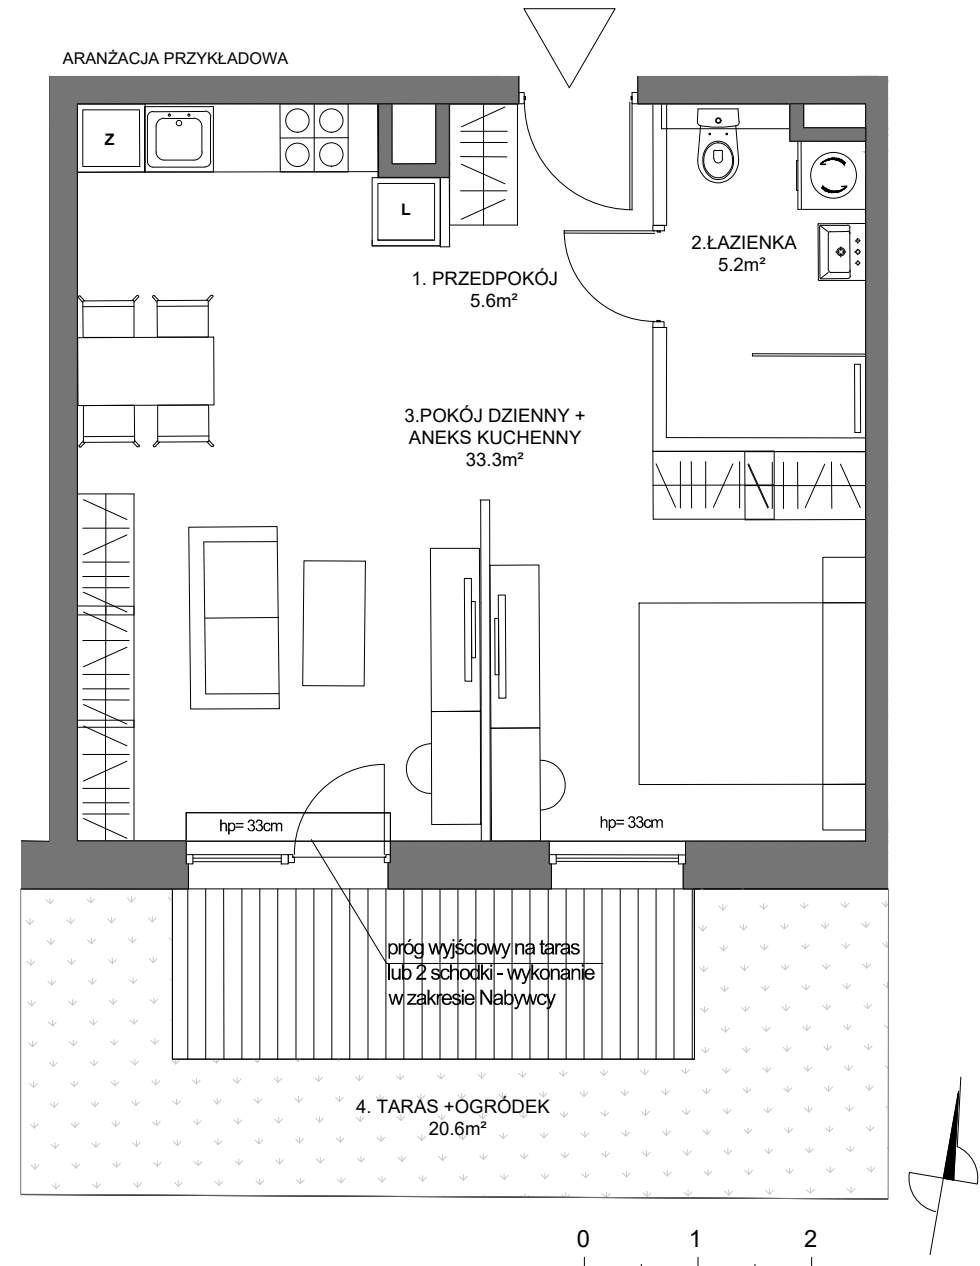 ARANŻACJA PRZYKŁADOWA
Z
L
2.ŁAZIENKA
5.2m²
1. PRZEDPOKÓJ
5.6m²
3.POKÓJ DZIENNY +
ANEKS KUCHENNY
33.3m²
hp= 33cm
hp= 33cm
próg wyjściowy na taras
lub 2 schodki - wykonanie
w zakresie Nabywcy
4. TARAS +OGRÓDEK
20.6m²
0 1 2